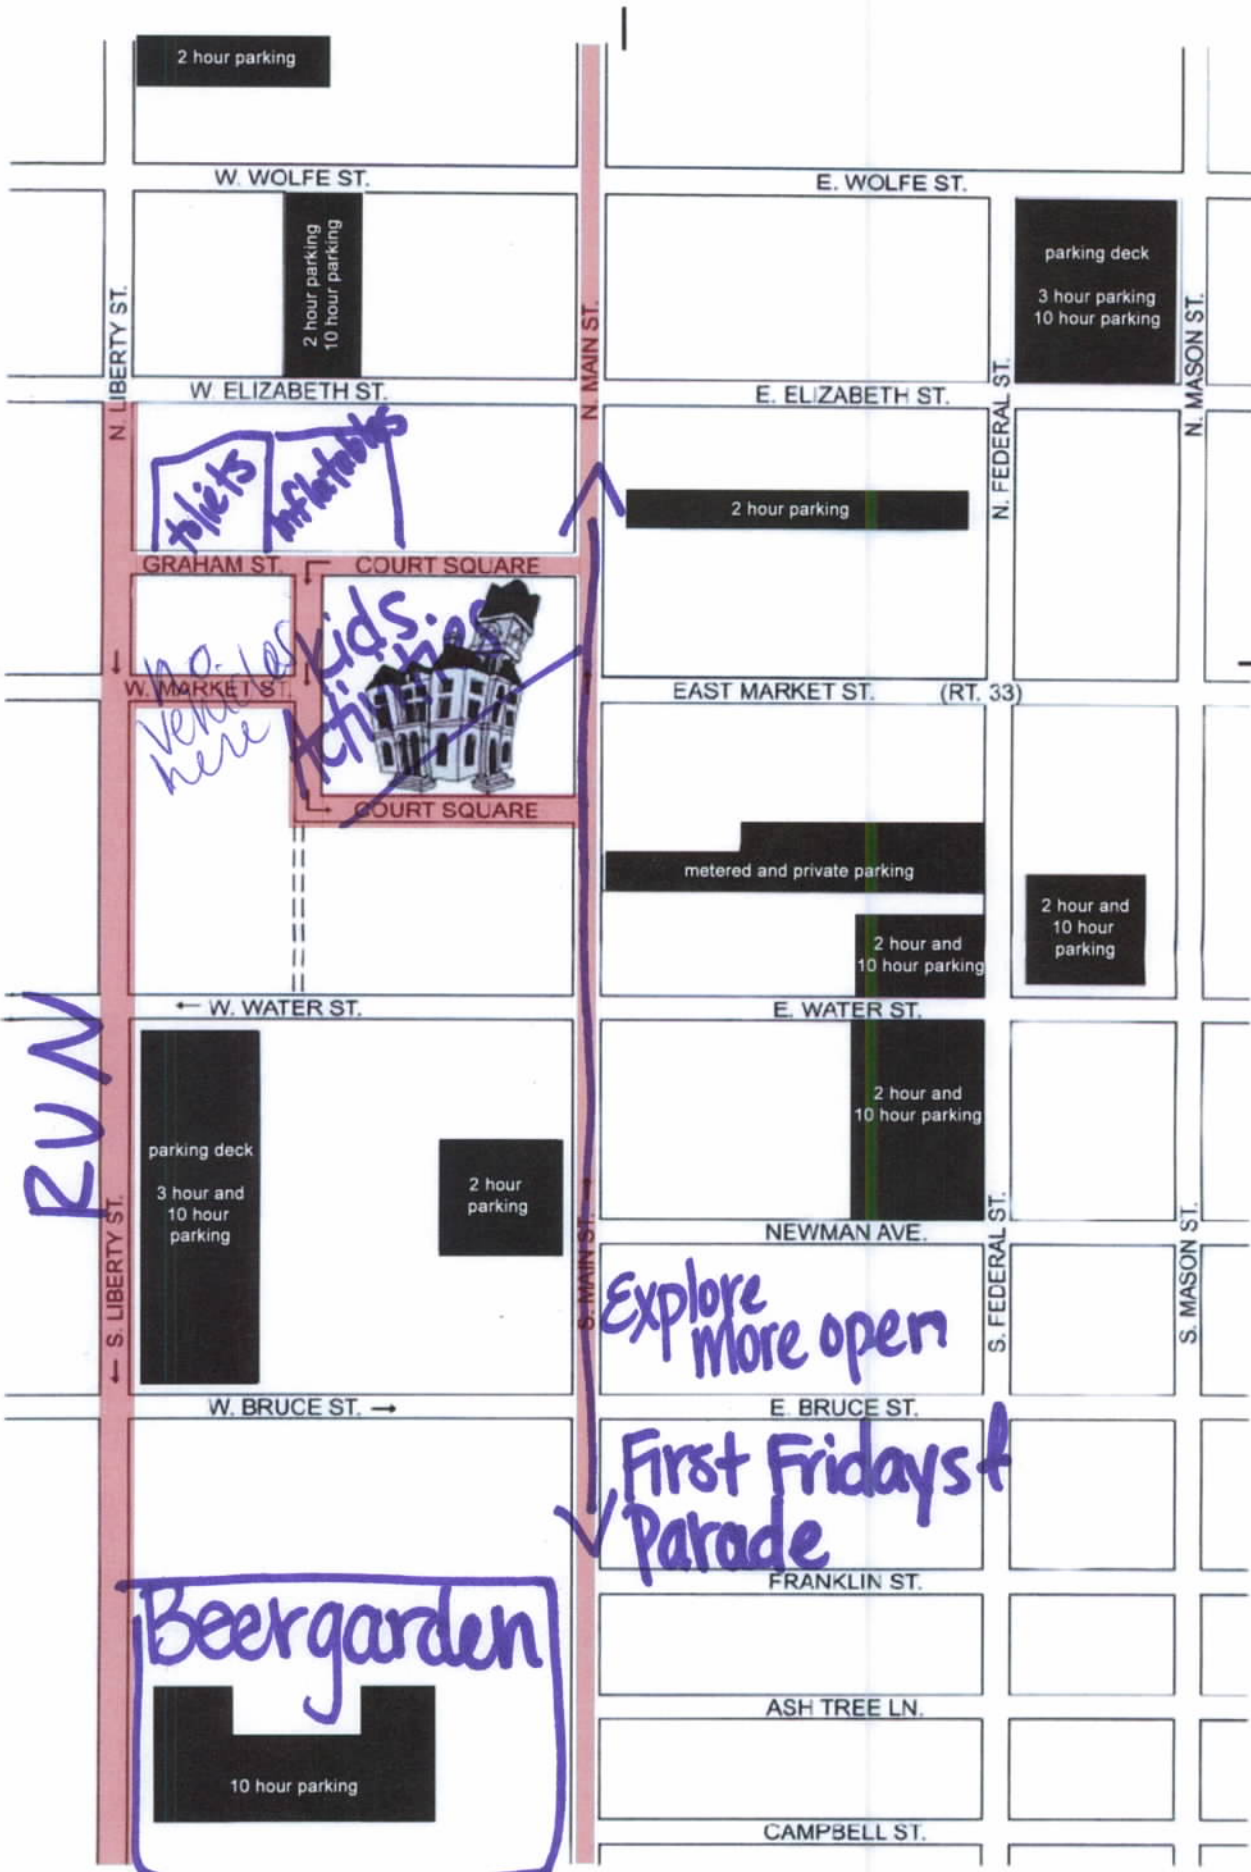 2 hour parking
W. WOLFE ST.
E. WOLFE ST.
2 hour parking
10 hour parking
parking deck
3 hour parking
10 hour parking
N. LIBERTY ST.
N. MAIN ST.
N. FEDERAL ST.
N. MASON ST.
W. ELIZABETH ST.
E. ELIZABETH ST.
toliets
inflatables
2 hour parking
GRAHAM ST.
COURT SQUARE
kids.
Activities
no.
vehicles
here
W. MARKET ST.
EAST MARKET ST. (RT. 33)
COURT SQUARE
metered and private parking
2 hour and
10 hour
parking
2 hour and
10 hour parking
← W. WATER ST.
E. WATER ST.
RUN
parking deck
3 hour and
10 hour
parking
2 hour
parking
2 hour and
10 hour parking
← S. LIBERTY ST.
S. MAIN ST.
S. FEDERAL ST.
S. MASON ST.
NEWMAN AVE.
Explore
more open
W. BRUCE ST. →
E. BRUCE ST.
First Fridays &
Parade
FRANKLIN ST.
Beergarden
10 hour parking
ASH TREE LN.
CAMPBELL ST.